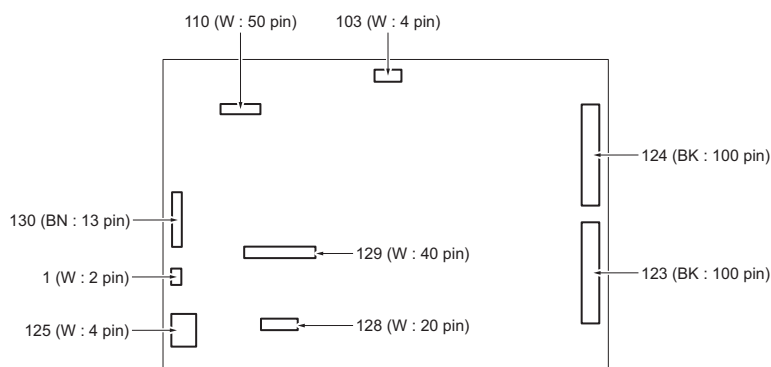 110 (W : 50 pin)
103 (W : 4 pin)
124 (BK : 100 pin)
130 (BN : 13 pin)
129 (W : 40 pin)
1 (W : 2 pin)
123 (BK : 100 pin)
125 (W : 4 pin)
128 (W : 20 pin)